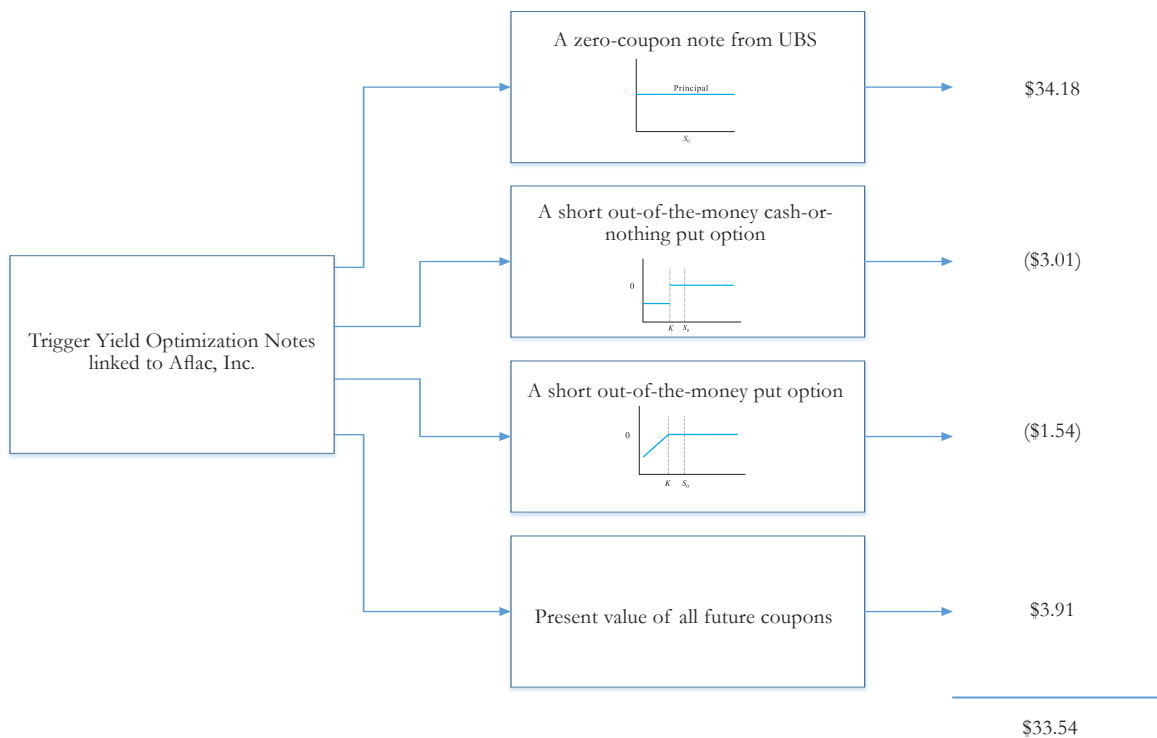 Trigger Yield Optimization Notes
linked to Aflac, Inc.
A zero-coupon note from UBS
Principal
S₀
$34.18
A short out-of-the-money cash-or-
nothing put option
0
K
S₀
($3.01)
A short out-of-the-money put option
0
K
S₀
($1.54)
Present value of all future coupons
$3.91
$33.54